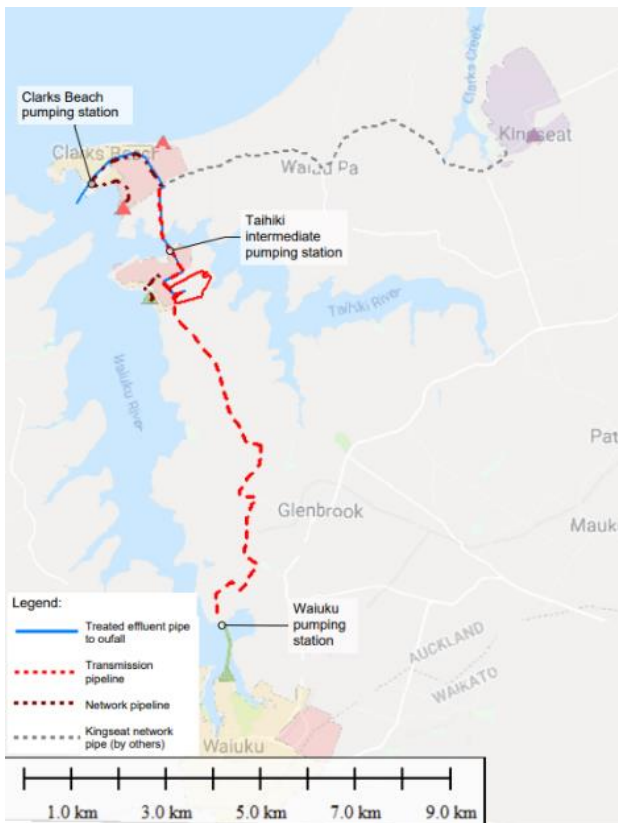 Clarks Beach
pumping station
Clarks Creek
Kingseat
Clarks Beach
Waiau Pa
Taihiki
intermediate
pumping station
Taihiki River
Waiuku River
Pat
Glenbrook
Mauk
Legend:
Treated effluent pipe
to oufall
Transmission
pipeline
Network pipeline
Kingseat network
pipe (by others)
Waiuku
pumping
station
AUCKLAND
WAIKATO
Waiuku
1.0 km 3.0 km 5.0 km 7.0 km 9.0 km